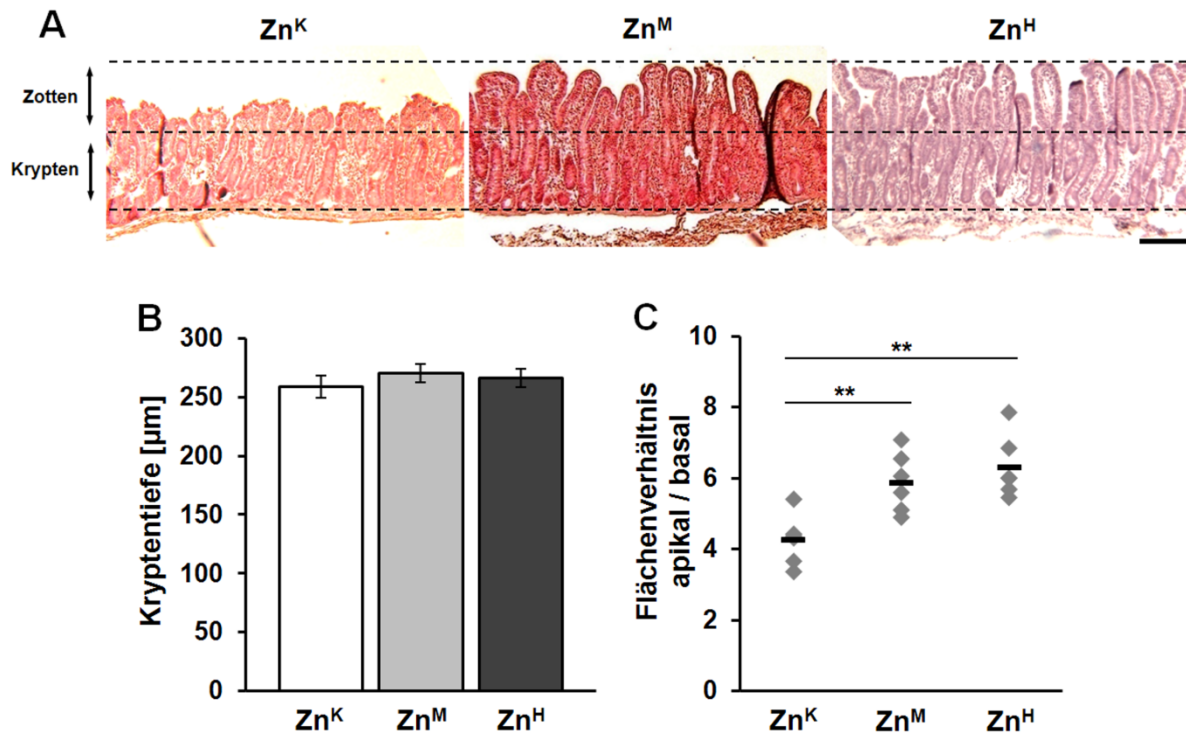 A
Zn^K
Zn^M
Zn^H
Zotten
Krypten
B
Kryptentiefe [µm]
300
250
200
150
100
50
0
Zn^K
Zn^M
Zn^H
C
Flächenverhältnis
apikal / basal
10
8
6
4
2
0
**
**
Zn^K
Zn^M
Zn^H